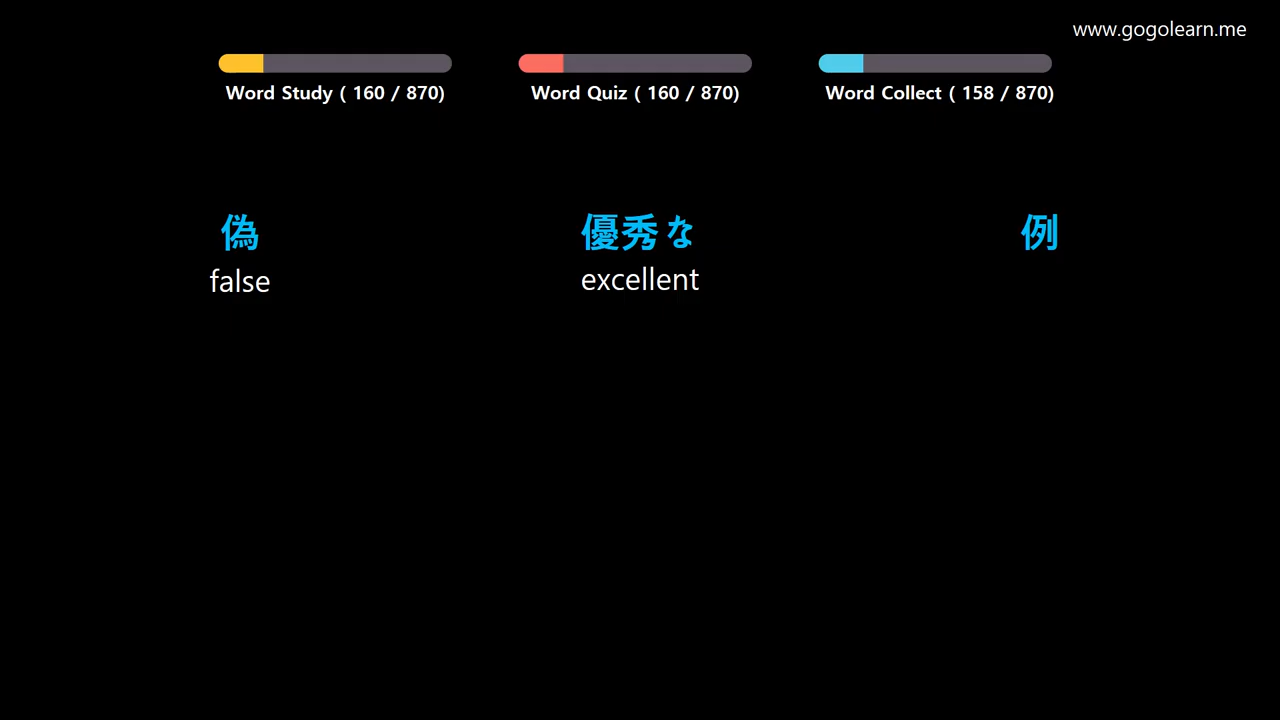 www.gogolearn.me
Word Study ( 160 / 870)
Word Quiz ( 160 / 870)
Word Collect ( 158 / 870)
偽
優秀な
例
false
excellent